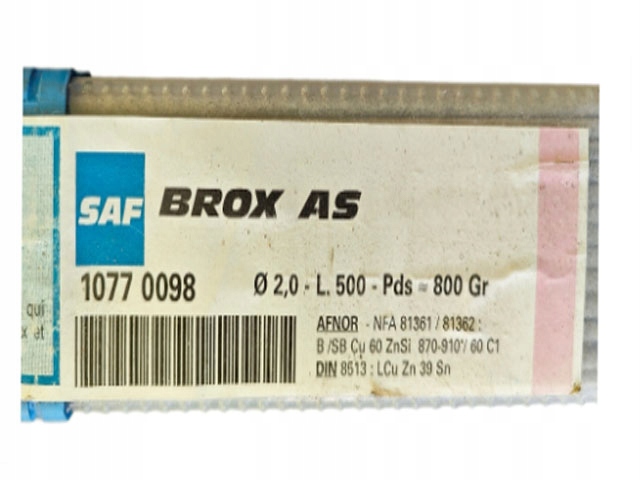 SAF BROX AS
1077 0098 Ø 2,0 - L. 500 - Pds ≈ 800 Gr
AFNOR - NFA 81361 / 81362 :
B /SB Cu 60 ZnSi 870-910°/ 60 C1
DIN 8513 : LCu Zn 39 Sn
qui
x et